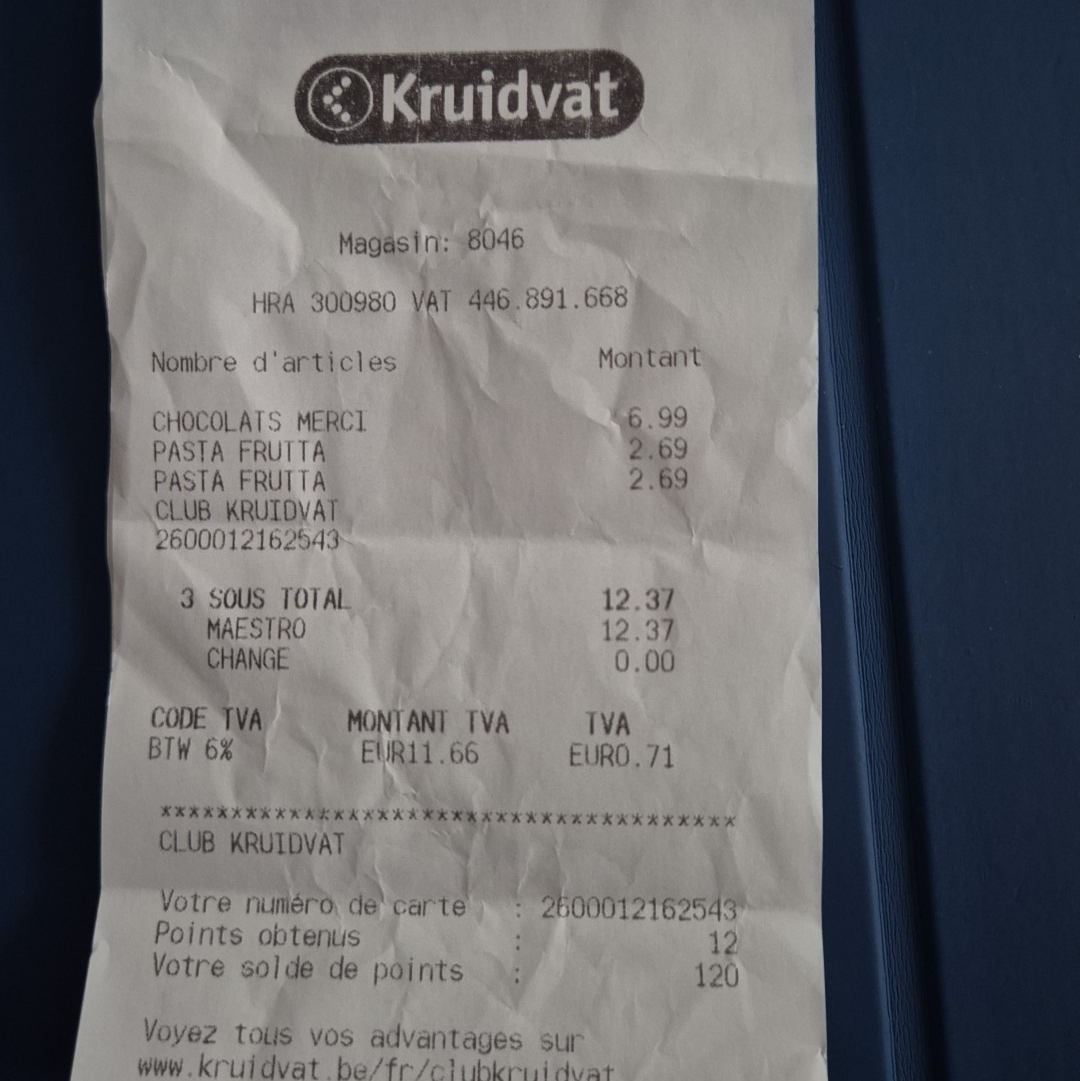 Kruidvat
Magasin: 8046
HRA 300980 VAT 446.891.668
Nombre d'articles Montant
CHOCOLATS MERCI 6.99
PASTA FRUTTA 2.69
PASTA FRUTTA 2.69
CLUB KRUIDVAT
2600012162543
3 SOUS TOTAL 12.37
MAESTRO 12.37
CHANGE 0.00
CODE TVA MONTANT TVA TVA
BTW 6% EUR11.66 EUR0.71
****************************************
CLUB KRUIDVAT
Votre numéro de carte : 2600012162543
Points obtenus : 12
Votre solde de points : 120
Voyez tous vos advantages sur
www.kruidvat.be/fr/clubkruidvat